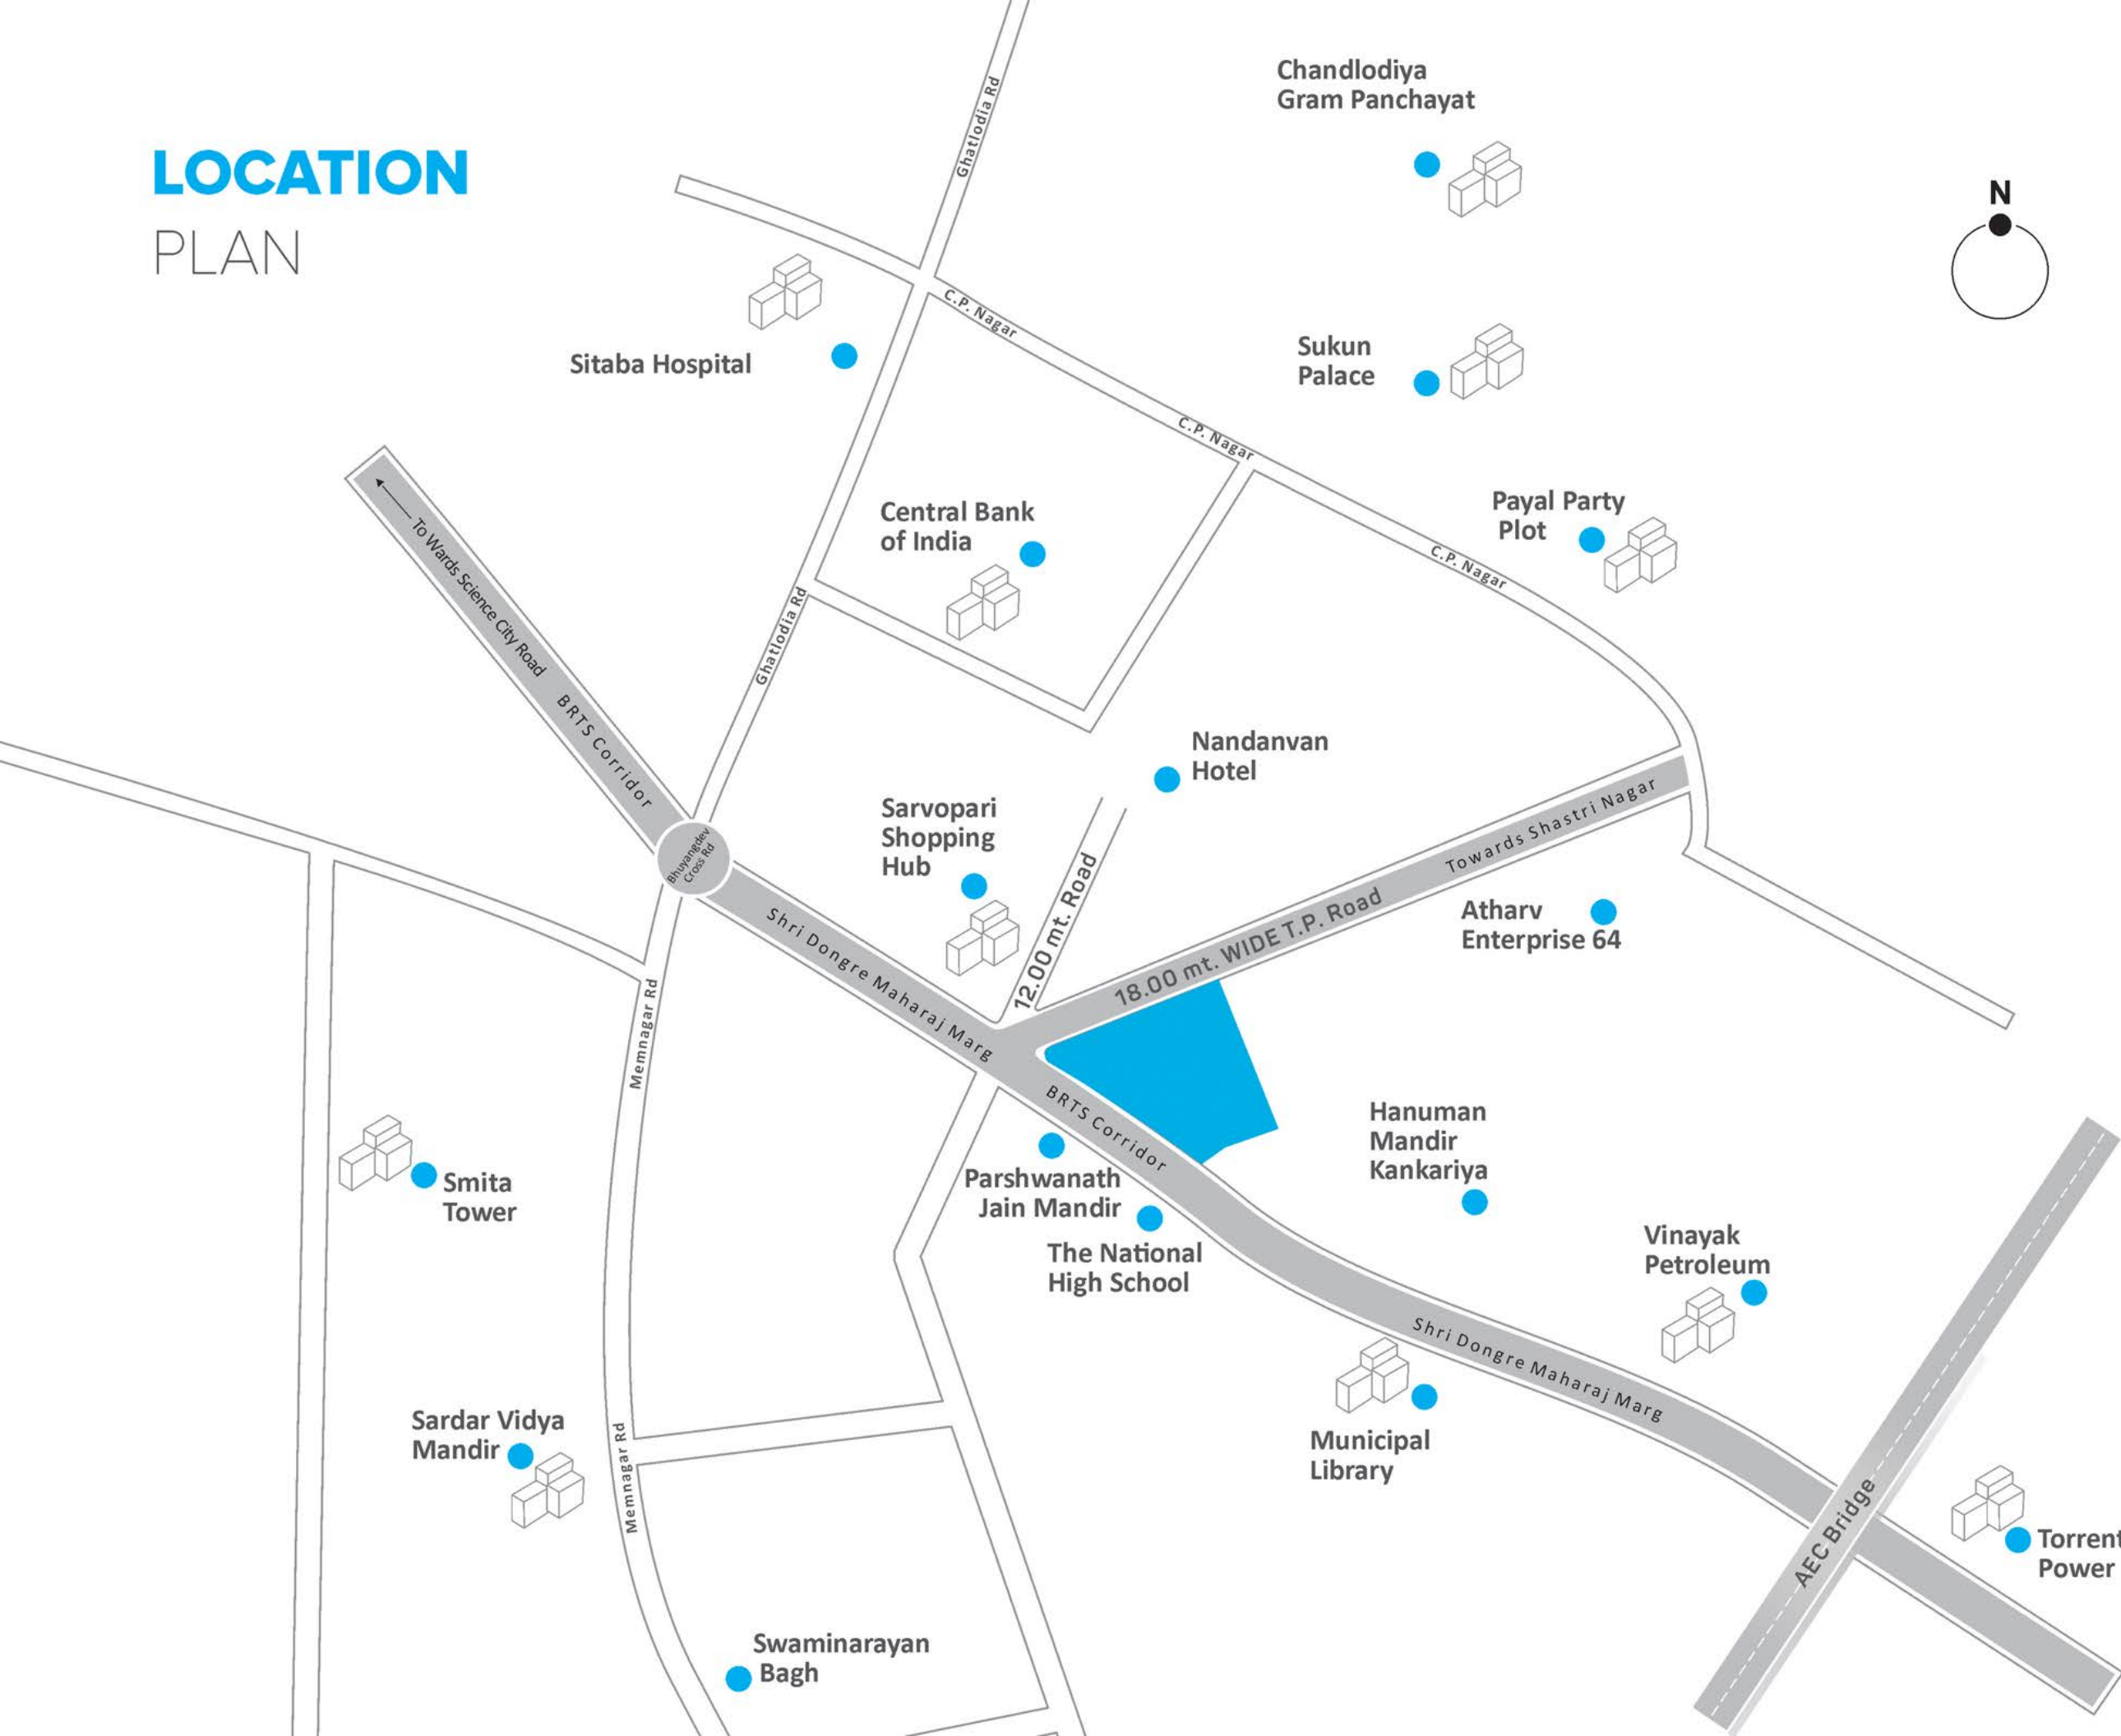 LOCATION
PLAN
N
Chandlodiya
Gram Panchayat
Ghatlodia Rd
C.P. Nagar
Sitaba Hospital
Sukun
Palace
C.P. Nagar
Payal Party
Plot
C.P. Nagar
Central Bank
of India
To Wards Science City Road
BRTS Corridor
Ghatlodia Rd
Nandanvan
Hotel
Sarvopari
Shopping
Hub
Bhuyangdev
Cross Rd
12.00 mt. Road
18.00 mt. WIDE T.P. Road
Towards Shastri Nagar
Atharv
Enterprise 64
Shri Dongre Maharaj Marg
BRTS Corridor
Memnagar Rd
Hanuman
Mandir
Kankariya
Parshwanath
Jain Mandir
The National
High School
Smita
Tower
Vinayak
Petroleum
Shri Dongre Maharaj Marg
Municipal
Library
Sardar Vidya
Mandir
Memnagar Rd
AEC Bridge
Torrent
Power
Swaminarayan
Bagh